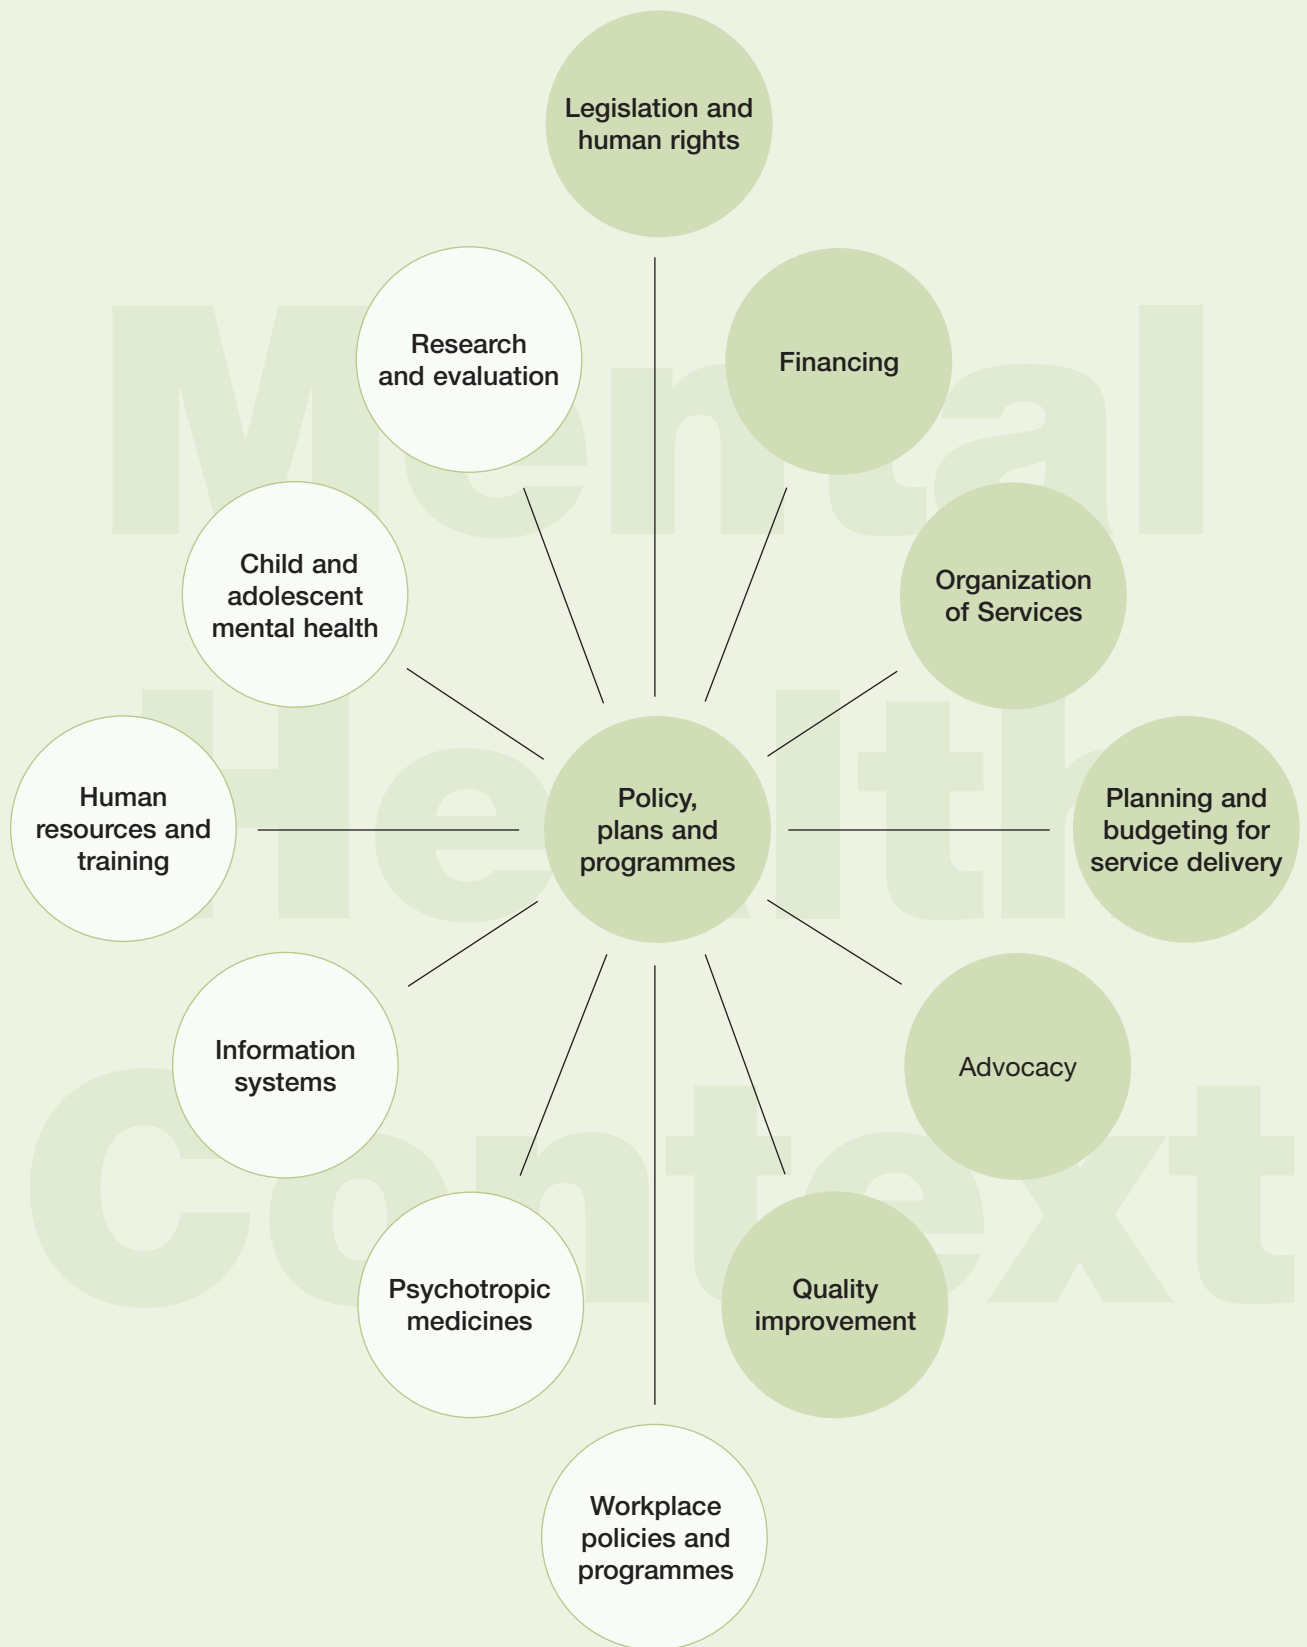 Legislation and
human rights
Research
and evaluation
Financing
Child and
adolescent
mental health
Organization
of Services
Human
resources and
training
Policy,
plans and
programmes
Planning and
budgeting for
service delivery
Information
systems
Advocacy
Psychotropic
medicines
Quality
improvement
Workplace
policies and
programmes
Mental
Health
Context